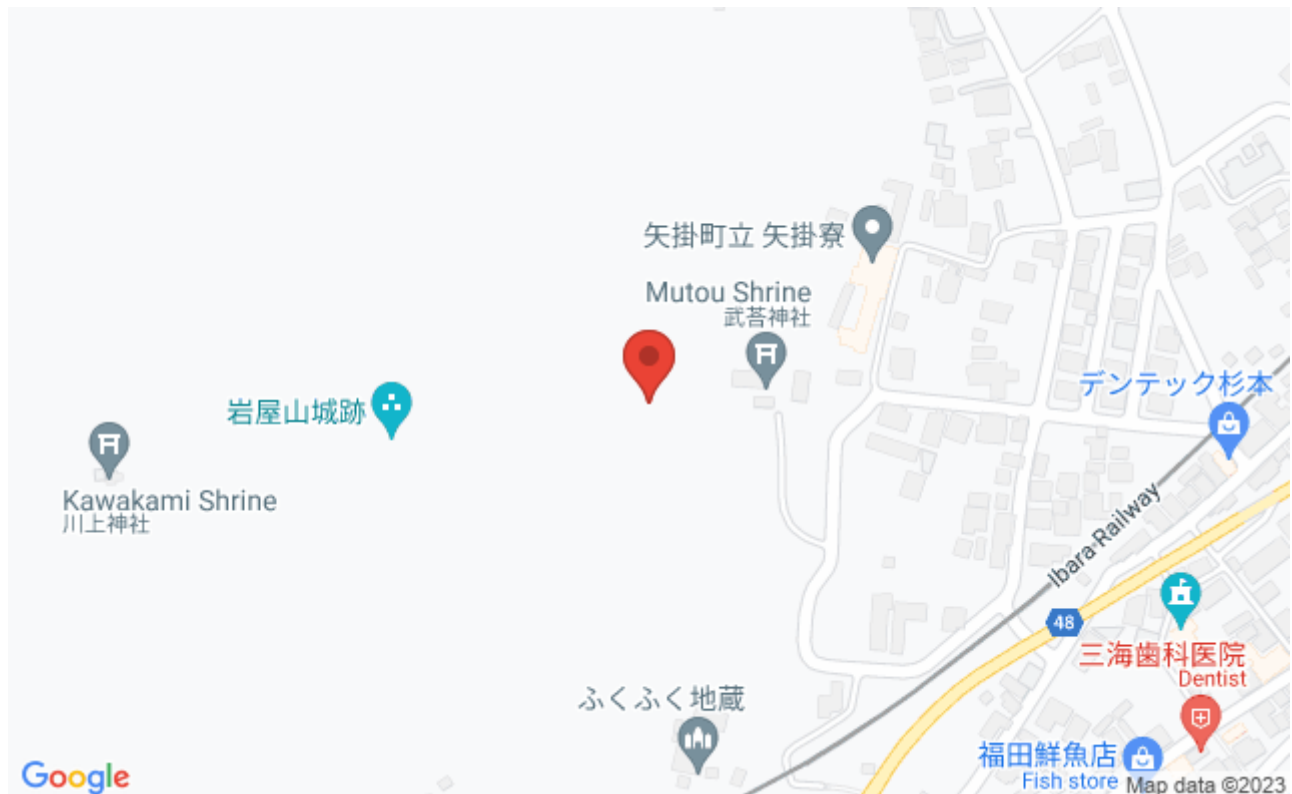 矢掛町立 矢掛寮
Mutou Shrine
武荅神社
デンテック杉本
岩屋山城跡
Kawakami Shrine
川上神社
Ibara Railway
48
三海歯科医院
Dentist
ふくふく地蔵
福田鮮魚店
Fish store
Google
Map data ©2023